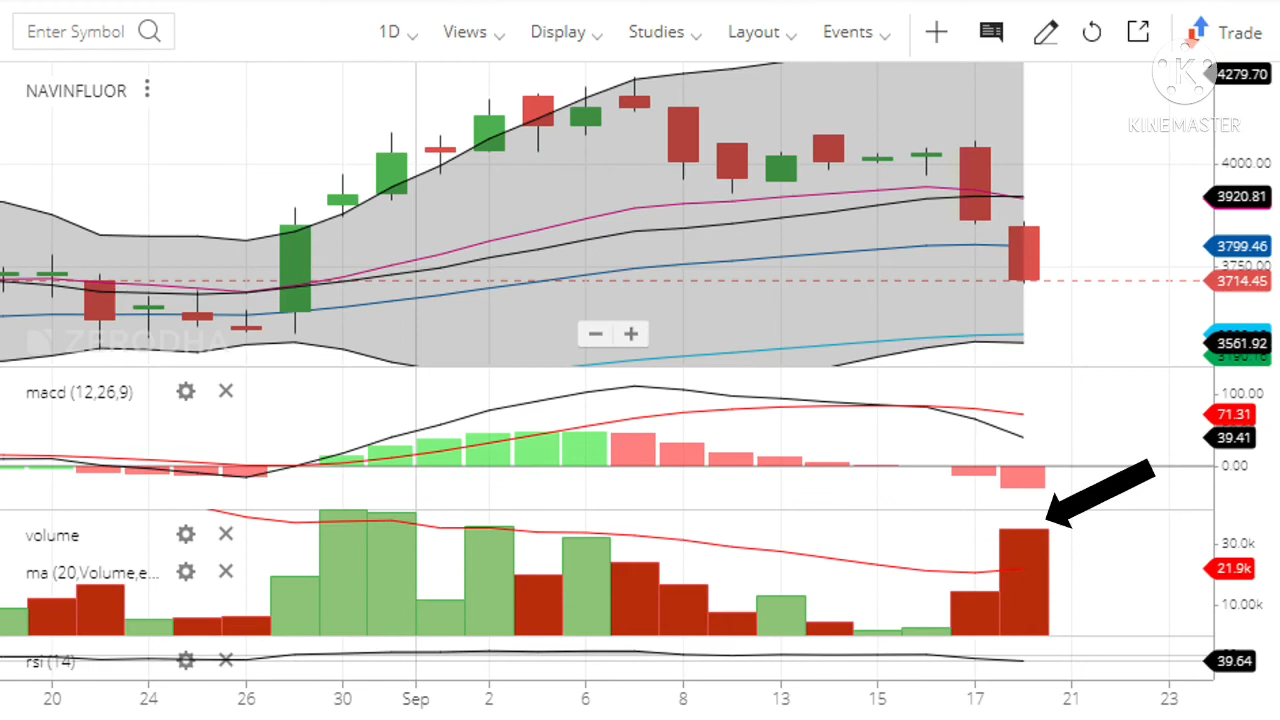 Enter Symbol
1D Views Display Studies Layout Events Trade
NAVINFLUOR
4279.70
K
KINEMASTER
4000.00
3920.81
3799.46
3750.00
3714.45
ZERODHA
− +
3561.92
macd (12,26,9)
100.00
71.31
39.41
0.00
volume
30.0k
ma (20,Volume,e...
21.9k
10.00k
rsi (14)
39.64
20 24 26 30 Sep 2 6 8 13 15 17 21 23